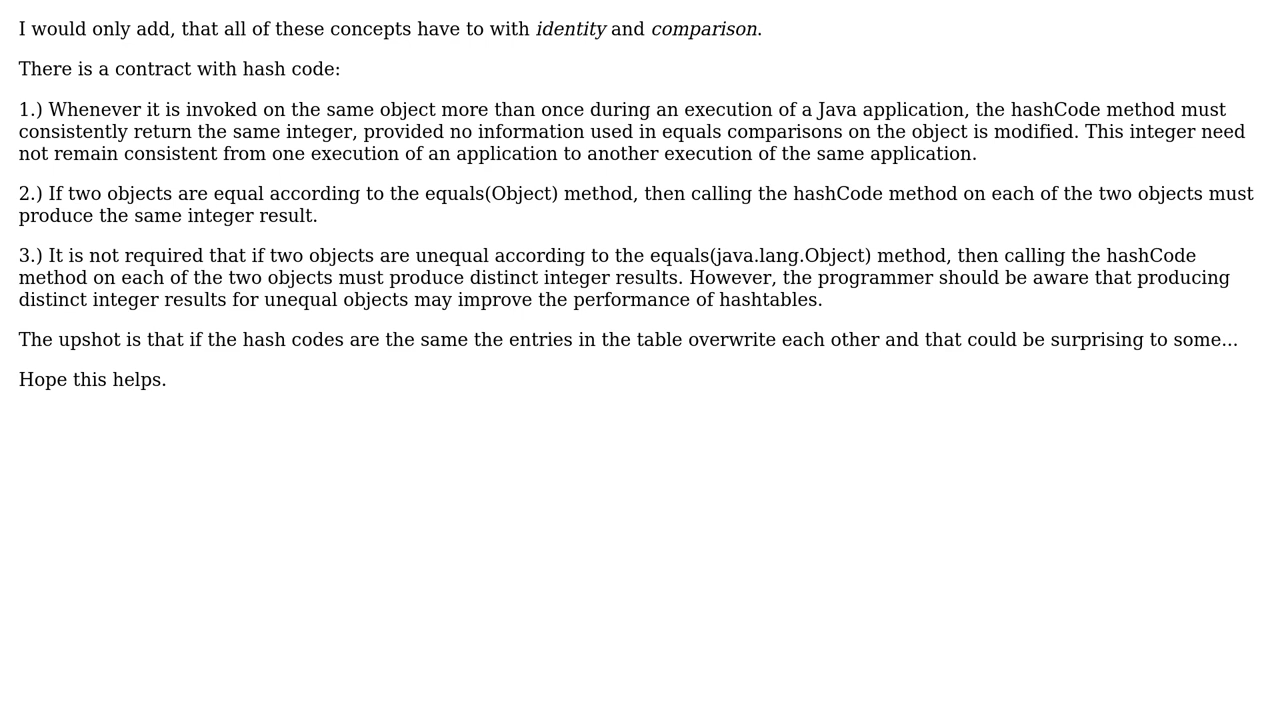 I would only add, that all of these concepts have to with identity and comparison.
There is a contract with hash code:
1.) Whenever it is invoked on the same object more than once during an execution of a Java application, the hashCode method must
consistently return the same integer, provided no information used in equals comparisons on the object is modified. This integer need
not remain consistent from one execution of an application to another execution of the same application.
2.) If two objects are equal according to the equals(Object) method, then calling the hashCode method on each of the two objects must
produce the same integer result.
3.) It is not required that if two objects are unequal according to the equals(java.lang.Object) method, then calling the hashCode
method on each of the two objects must produce distinct integer results. However, the programmer should be aware that producing
distinct integer results for unequal objects may improve the performance of hashtables.
The upshot is that if the hash codes are the same the entries in the table overwrite each other and that could be surprising to some...
Hope this helps.